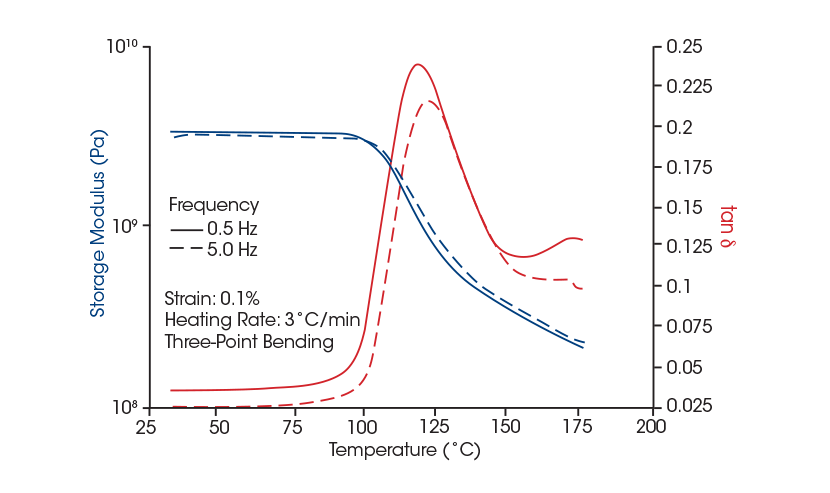 10¹⁰
10⁹
10⁸
Storage Modulus (Pa)
Frequency
0.5 Hz
5.0 Hz
Strain: 0.1%
Heating Rate: 3˚C/min
Three-Point Bending
0.25
0.225
0.2
0.175
0.15
0.125
0.1
0.075
0.05
0.025
tan δ
25 50 75 100 125 150 175 200
Temperature (˚C)